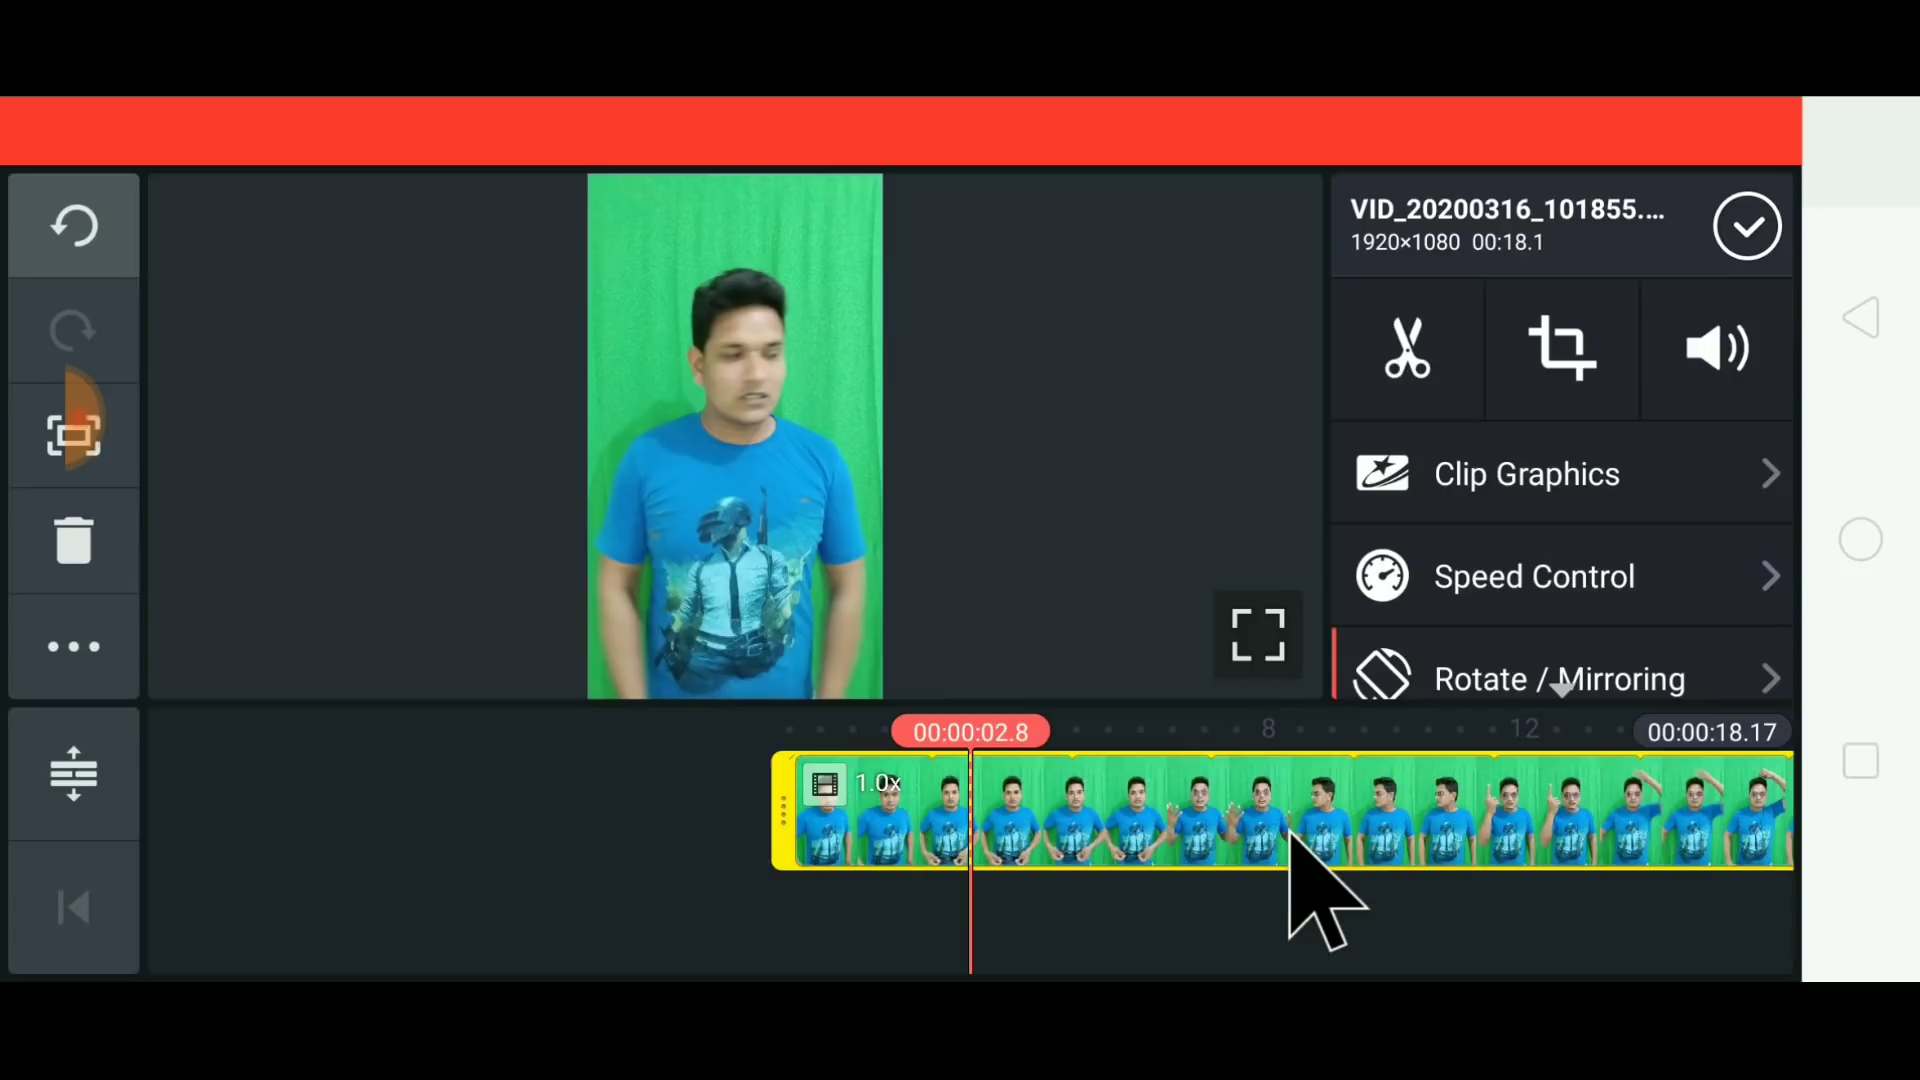 VID_20200316_101855....
1920×1080 00:18.1
Clip Graphics
Speed Control
Rotate / Mirroring
00:00:02.8
8
12
00:00:18.17
1.0x